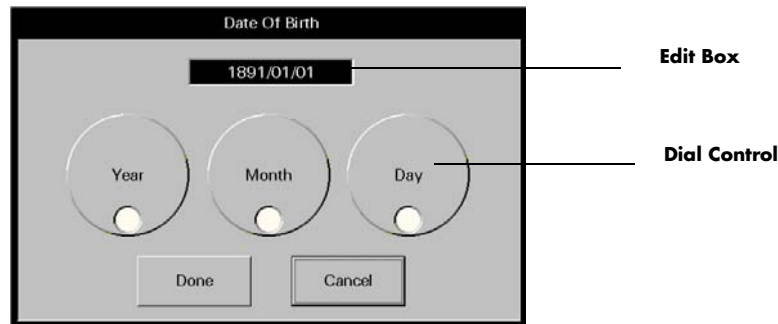 Date Of Birth
1891/01/01
Edit Box
Year
Month
Day
Dial Control
Done
Cancel